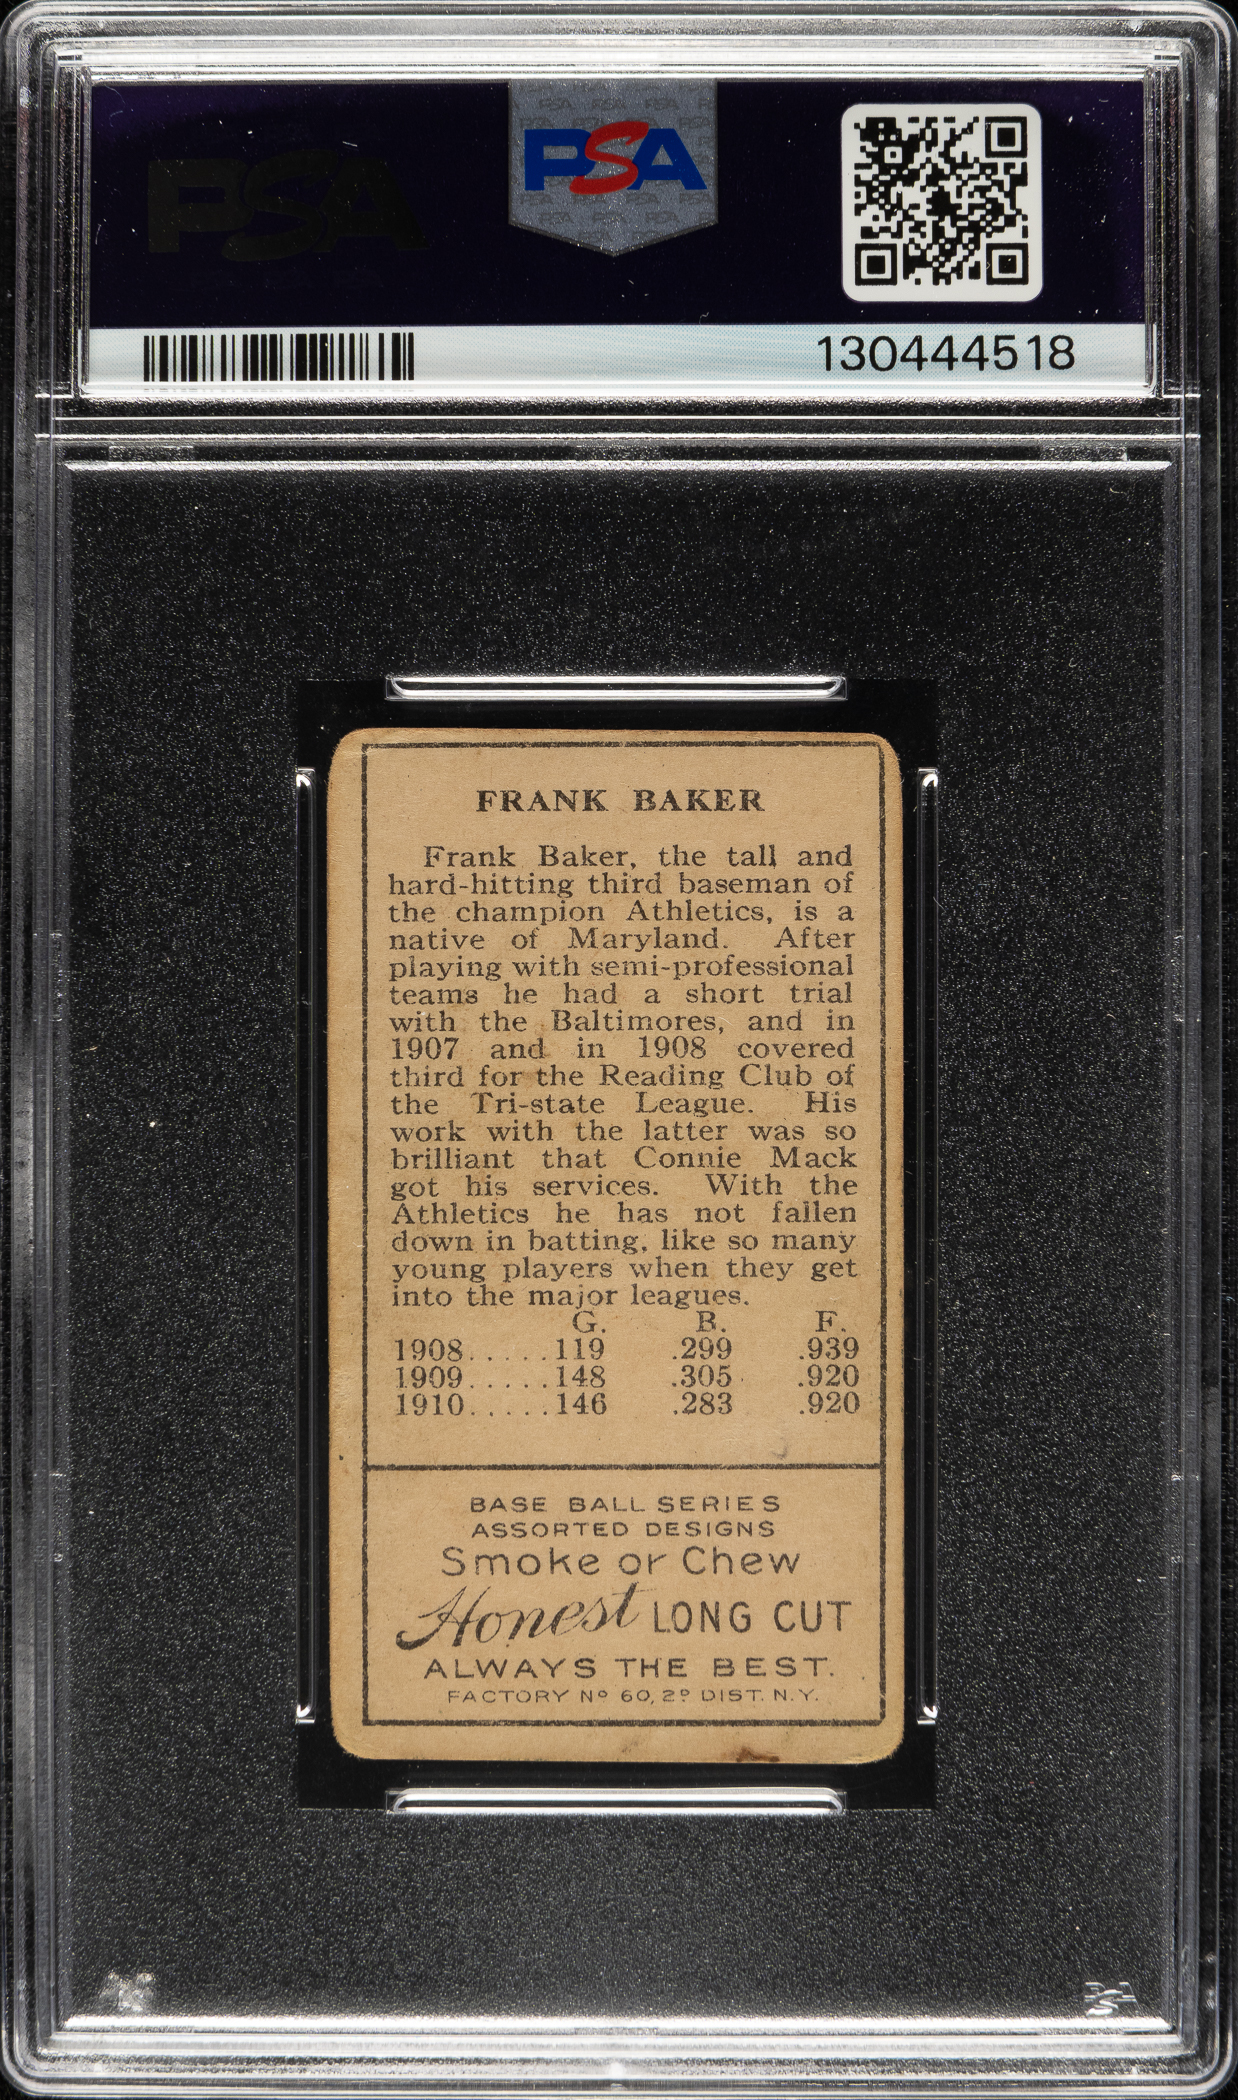 PSA
PSA
130444518
FRANK BAKER
Frank Baker, the tall and
hard-hitting third baseman of
the champion Athletics, is a
native of Maryland. After
playing with semi-professional
teams he had a short trial
with the Baltimores, and in
1907 and in 1908 covered
third for the Reading Club of
the Tri-state League. His
work with the latter was so
brilliant that Connie Mack
got his services. With the
Athletics he has not fallen
down in batting, like so many
young players when they get
into the major leagues.
G. B. F.
1908.....119 .299 .939
1909.....148 .305 .920
1910.....146 .283 .920
BASE BALL SERIES
ASSORTED DESIGNS
Smoke or Chew
Honest LONG CUT
ALWAYS THE BEST.
FACTORY Nº 60, 2º DIST. N.Y.
PSA